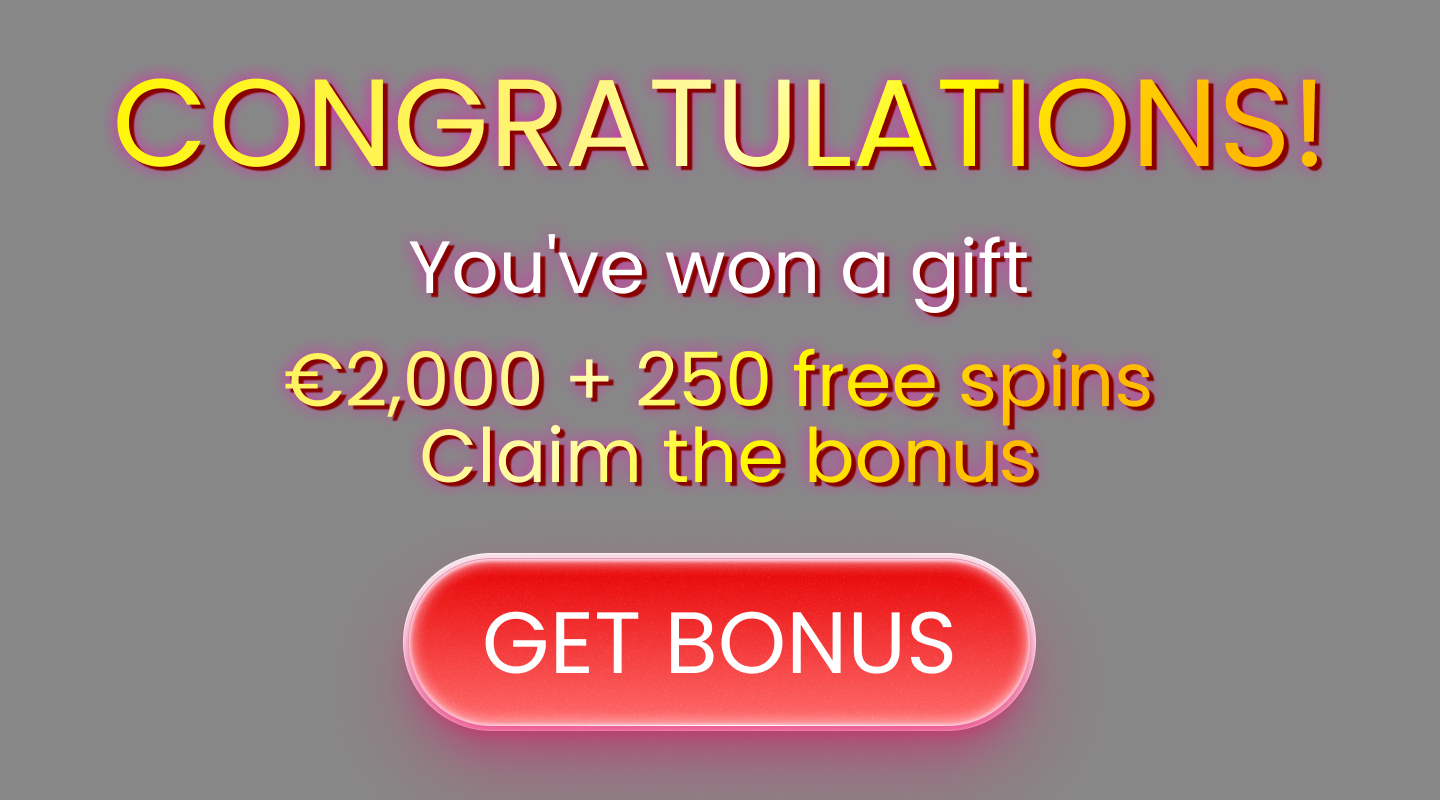 CONGRATULATIONS!
You've won a gift
€2,000 + 250 free spins
Claim the bonus
GET BONUS